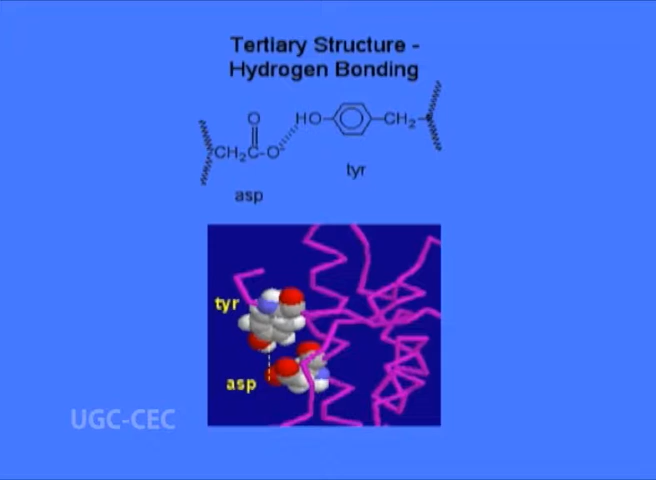 Tertiary Structure -
Hydrogen Bonding
O
HO
CH₂
CH₂C-O⁻
tyr
asp
tyr
asp
UGC-CEC